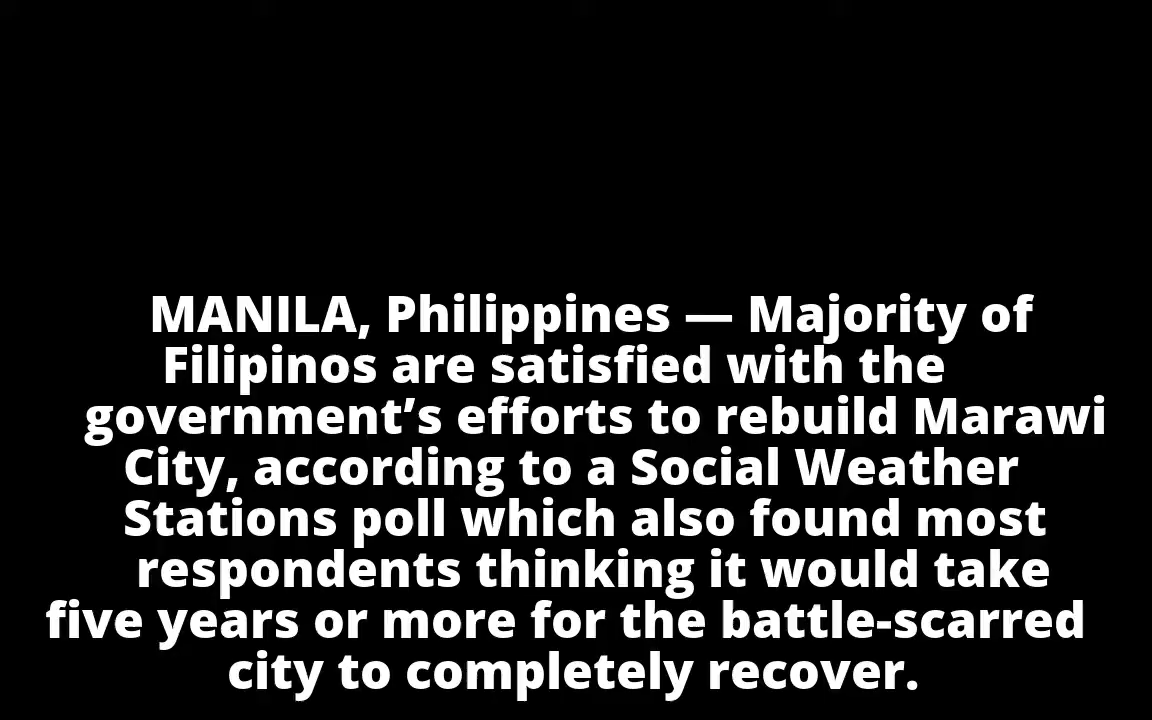 MANILA, Philippines — Majority of
Filipinos are satisfied with the
government’s efforts to rebuild Marawi
City, according to a Social Weather
Stations poll which also found most
respondents thinking it would take
five years or more for the battle-scarred
city to completely recover.